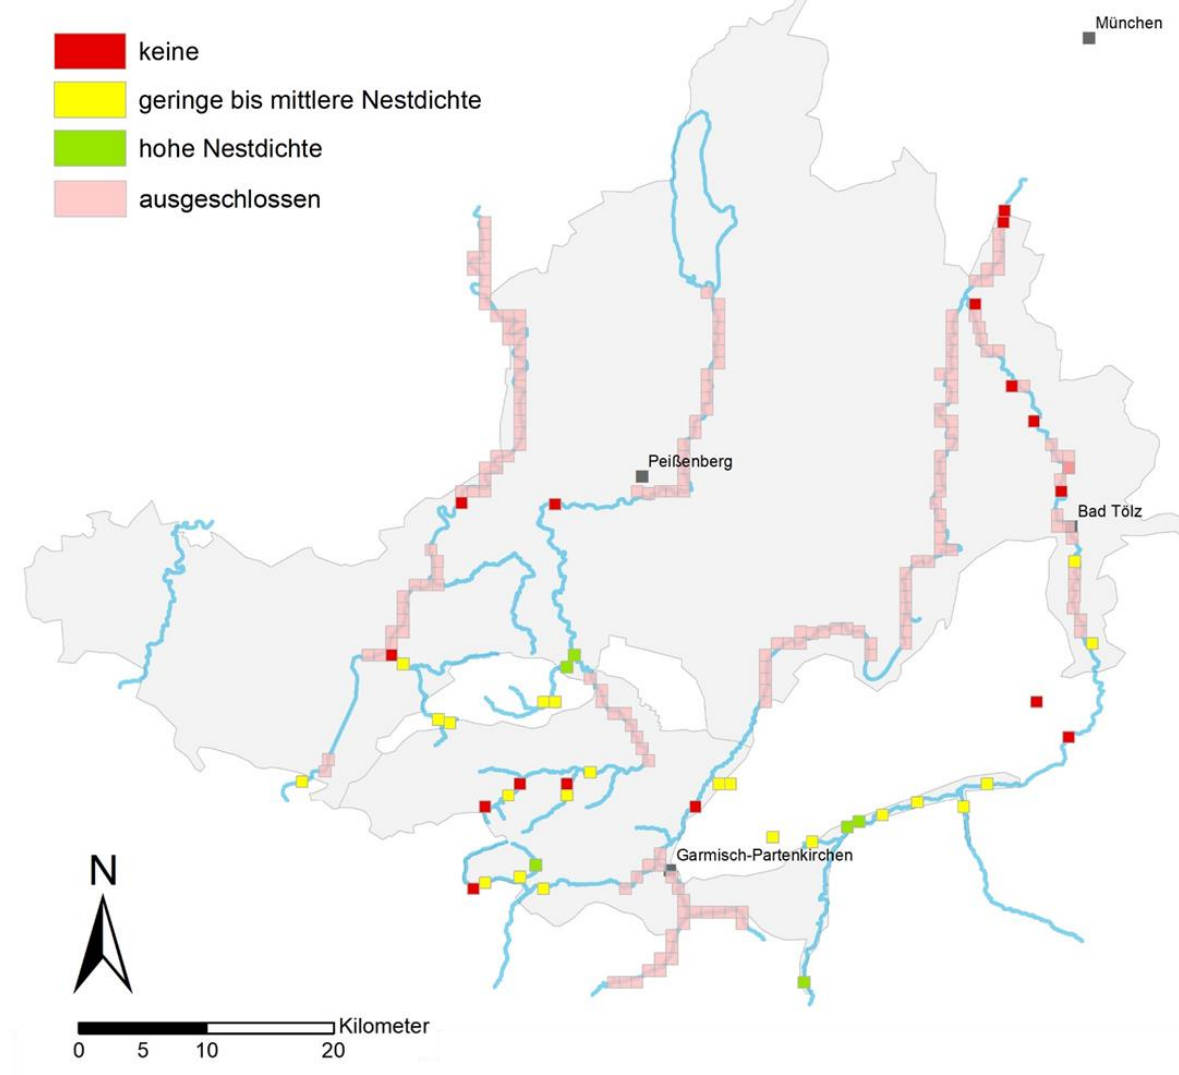 München
keine
geringe bis mittlere Nestdichte
hohe Nestdichte
ausgeschlossen
Peißenberg
Bad Tölz
Garmisch-Partenkirchen
N
Kilometer
0 5 10 20